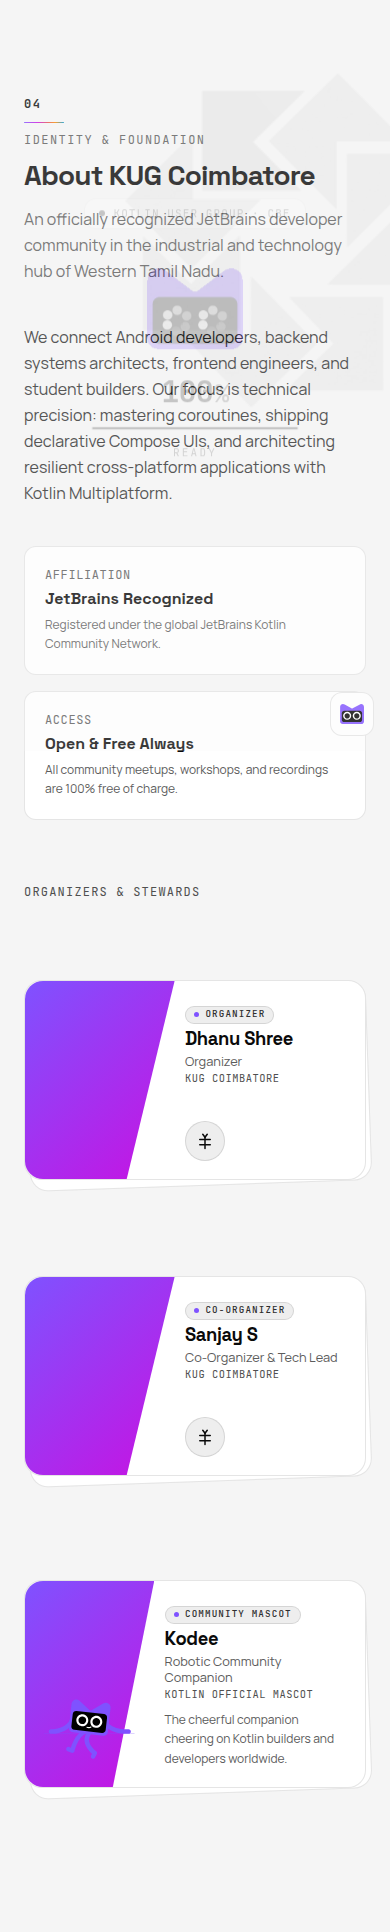 04
IDENTITY & FOUNDATION
About KUG Coimbatore
KOTLIN USER GROUP
An officially recognized JetBrains developer
community in the industrial and technology
hub of Western Tamil Nadu.
We connect Android developers, backend
systems architects, frontend engineers, and
student builders. Our focus is technical
100%
precision: mastering coroutines, shipping
declarative Compose UIs, and architecting
READY
resilient cross-platform applications with
Kotlin Multiplatform.
AFFILIATION
JetBrains Recognized
Registered under the global JetBrains Kotlin
Community Network.
ACCESS
Open & Free Always
All community meetups, workshops, and recordings
are 100% free of charge.
ORGANIZERS & STEWARDS
ORGANIZER
Dhanu Shree
Organizer
KUG COIMBATORE
CO-ORGANIZER
Sanjay S
Co-Organizer & Tech Lead
KUG COIMBATORE
COMMUNITY MASCOT
Kodee
Robotic Community
Companion
KOTLIN OFFICIAL MASCOT
The cheerful companion
cheering on Kotlin builders and
developers worldwide.